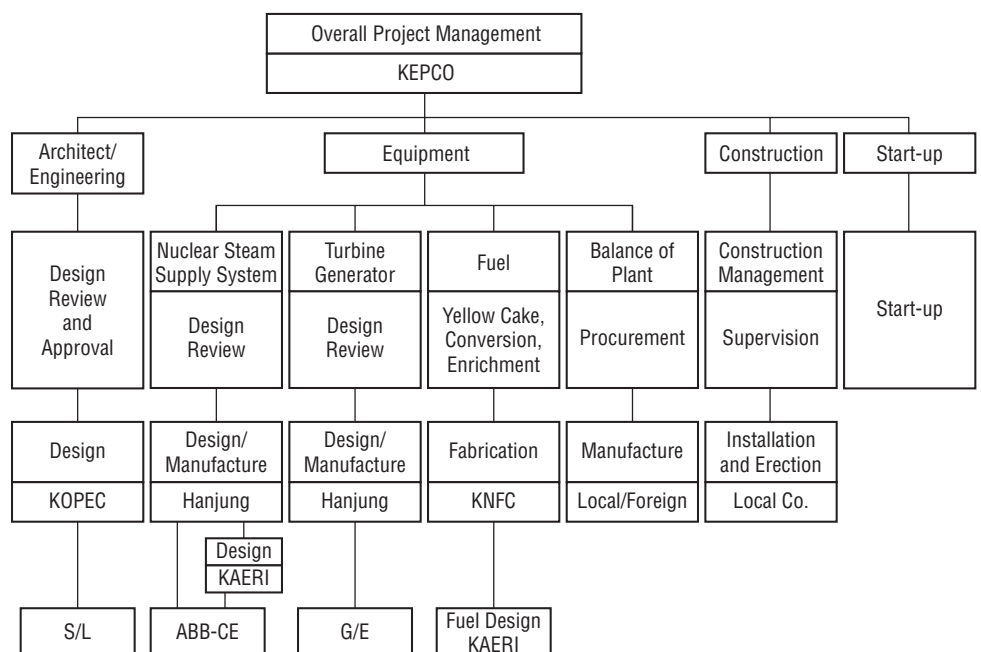 Overall Project Management
KEPCO
Architect/
Engineering
Equipment
Construction
Start-up
Design
Review
and
Approval
Nuclear Steam
Supply System
Design
Review
Turbine
Generator
Design
Review
Fuel
Yellow Cake,
Conversion,
Enrichment
Balance of
Plant
Procurement
Construction
Management
Supervision
Start-up
Design
KOPEC
Design/
Manufacture
Hanjung
Design/
Manufacture
Hanjung
Fabrication
KNFC
Manufacture
Local/Foreign
Installation
and Erection
Local Co.
Design
KAERI
S/L
ABB-CE
G/E
Fuel Design
KAERI